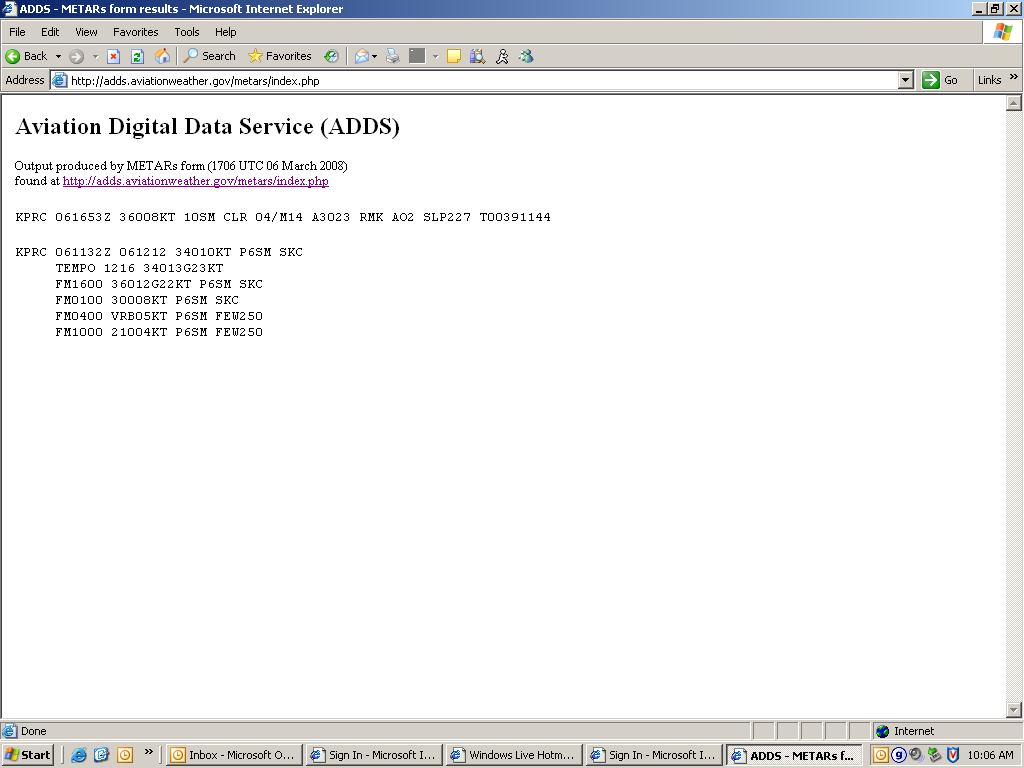 ADDS - METARs form results - Microsoft Internet Explorer
File Edit View Favorites Tools Help
Back Search Favorites
Address http://adds.aviationweather.gov/metars/index.php Go Links »
Aviation Digital Data Service (ADDS)
Output produced by METARs form (1706 UTC 06 March 2008)
found at http://adds.aviationweather.gov/metars/index.php
KPRC 061653Z 36008KT 10SM CLR 04/M14 A3023 RMK AO2 SLP227 T00391144
KPRC 061132Z 061212 34010KT P6SM SKC
TEMPO 1216 34013G23KT
FM1600 36012G22KT P6SM SKC
FM0100 30008KT P6SM SKC
FM0400 VRB05KT P6SM FEW250
FM1000 21004KT P6SM FEW250
Done Internet
Start » Inbox - Microsoft O... Sign In - Microsoft I... Windows Live Hotm... Sign In - Microsoft I... ADDS - METARs f... 10:06 AM